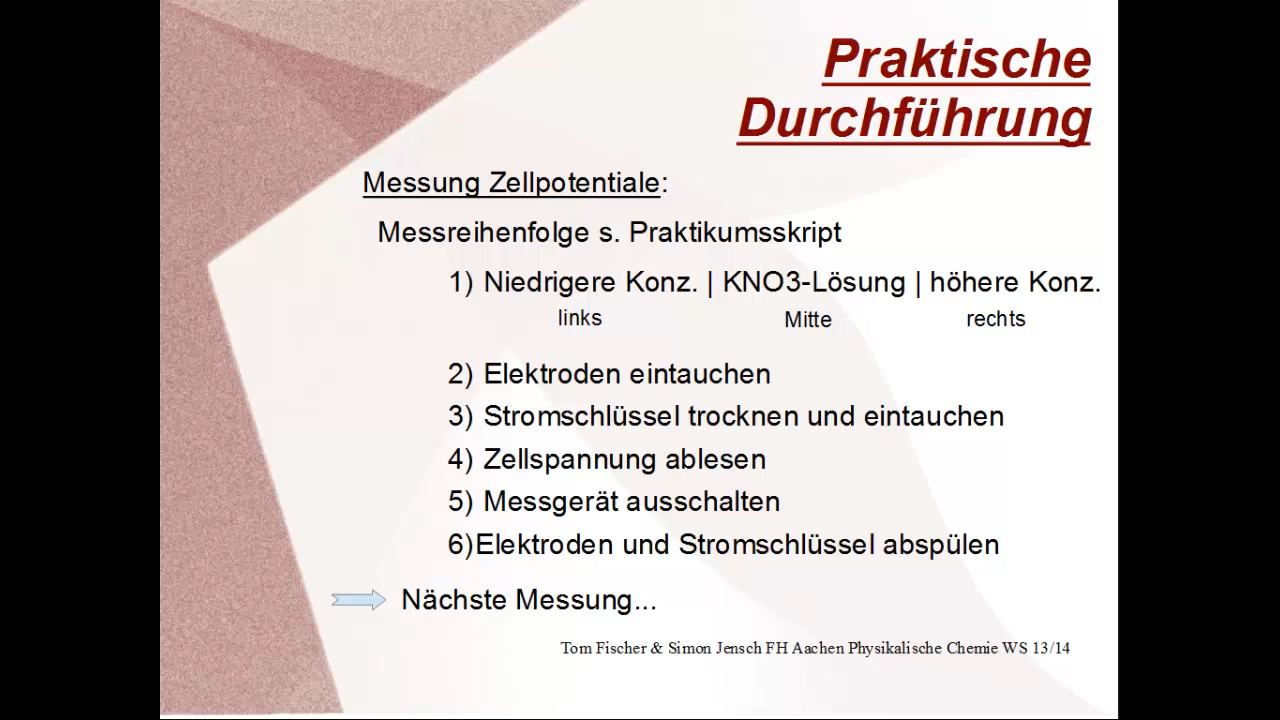 Praktische
Durchführung
Messung Zellpotentiale:
Messreihenfolge s. Praktikumsskript
1) Niedrigere Konz. | KNO3-Lösung | höhere Konz.
links Mitte rechts
2) Elektroden eintauchen
3) Stromschlüssel trocknen und eintauchen
4) Zellspannung ablesen
5) Messgerät ausschalten
6)Elektroden und Stromschlüssel abspülen
Nächste Messung...
Tom Fischer & Simon Jensch FH Aachen Physikalische Chemie WS 13/14